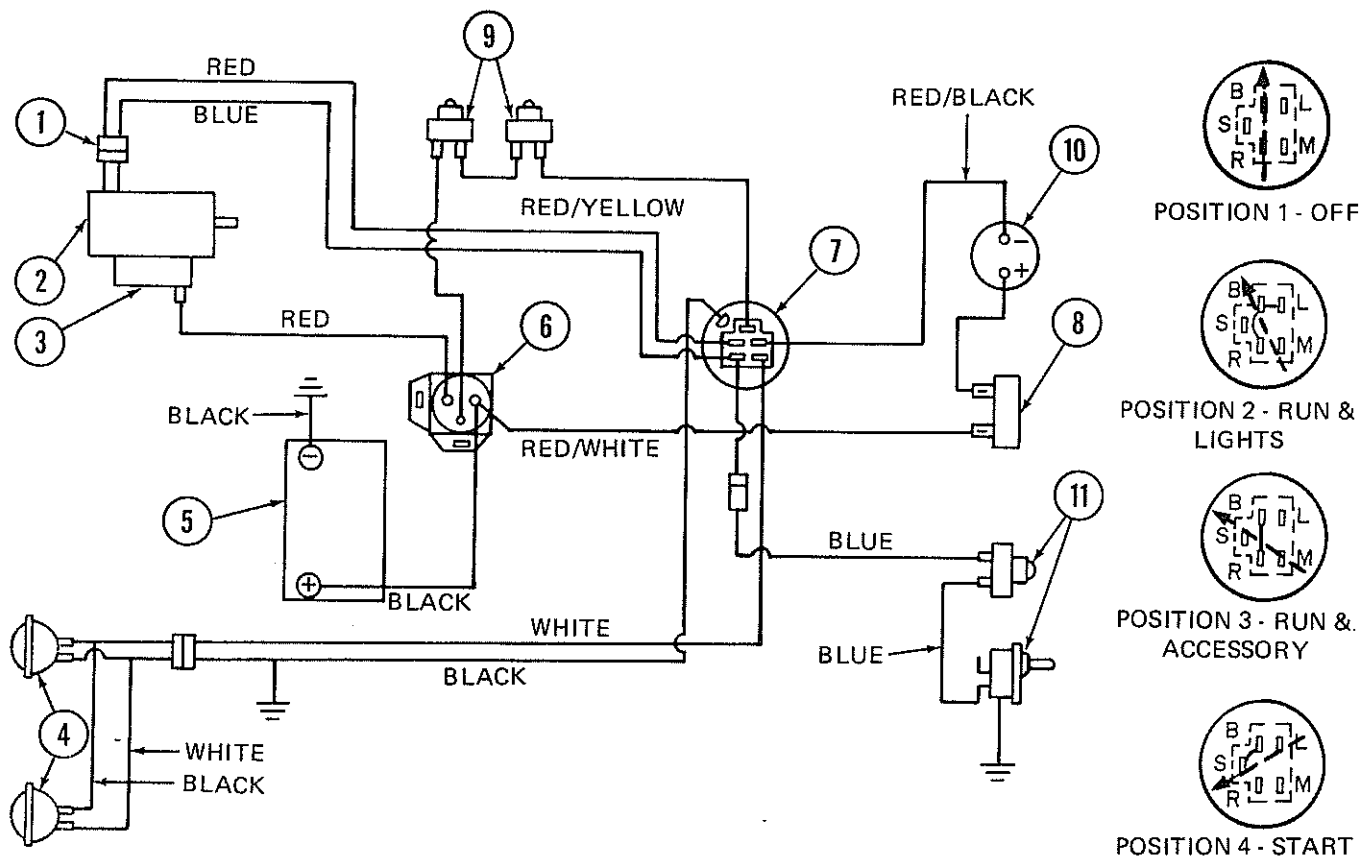 RED
BLUE
1
2
3
RED
9
RED/YELLOW
6
7
RED/BLACK
10
−
+
8
BLACK
−
5
+
BLACK
RED/WHITE
BLUE
11
BLUE
WHITE
BLACK
4
WHITE
BLACK
B
L
S
R
M
POSITION 1 - OFF
B
L
S
R
M
POSITION 2 - RUN &
LIGHTS
B
L
S
R
M
POSITION 3 - RUN &.
ACCESSORY
B
L
S
R
M
POSITION 4 - START